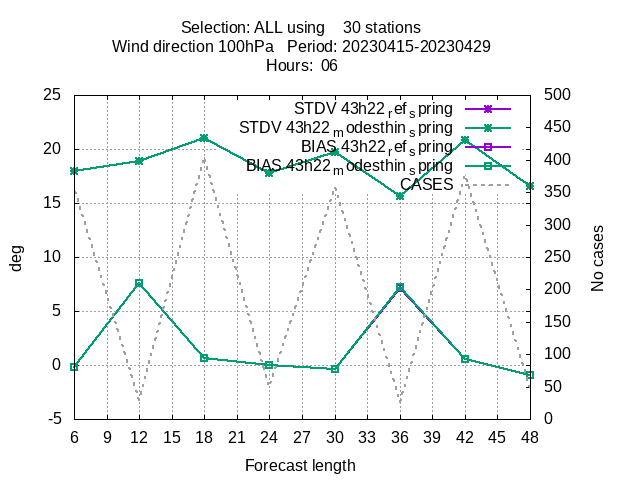 Selection: ALL using    30 stations
Wind direction 100hPa   Period: 20230415-20230429
Hours:  06
STDV 43h22_ref_spring
STDV 43h22_modesthin_spring
BIAS 43h22_ref_spring
BIAS 43h22_modesthin_spring
CASES
25
20
15
10
5
0
-5
deg
500
450
400
350
300
250
200
150
100
50
0
No cases
6 9 12 15 18 21 24 27 30 33 36 39 42 45 48
Forecast length